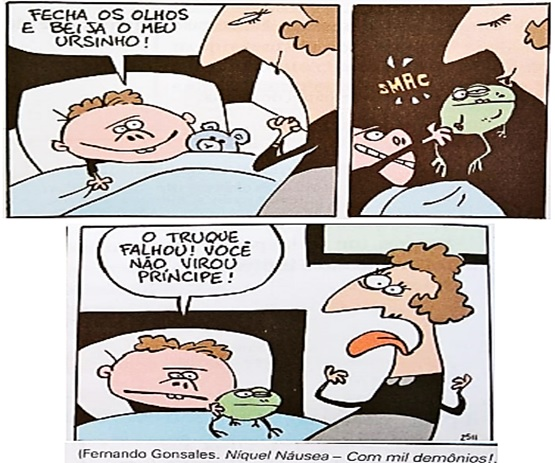 FECHA OS OLHOS
E BEIJA O MEU
URSINHO!
SMAC
O TRUQUE
FALHOU! VOCÊ
NÃO VIROU
PRÍNCIPE!
(Fernando Gonsales. Níquel Náusea – Com mil demônios!.